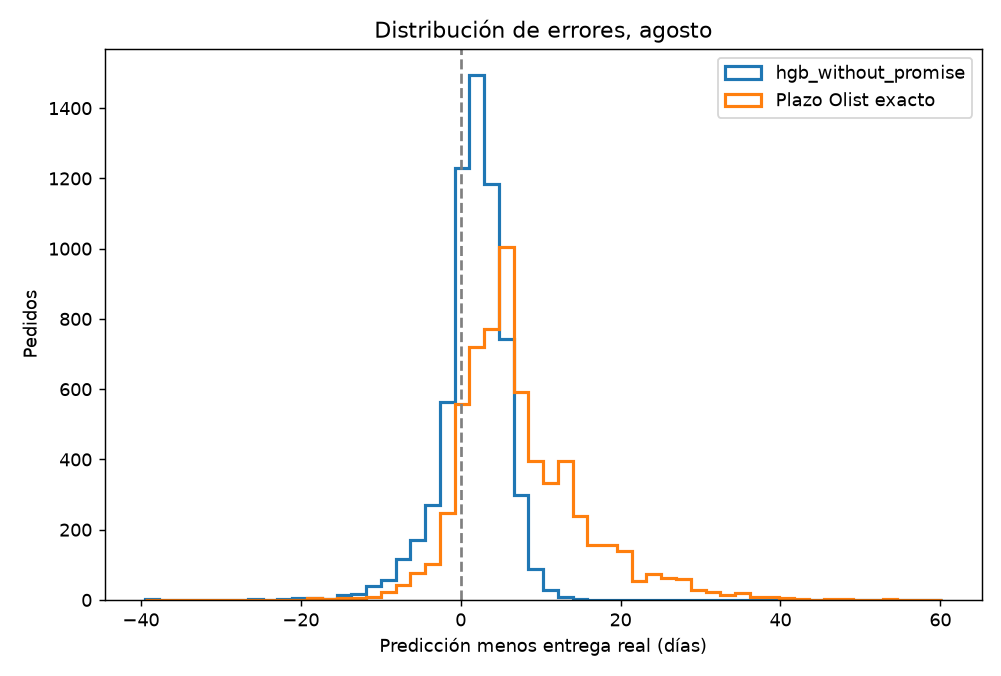 Distribución de errores, agosto
hgb_without_promise
Plazo Olist exacto
Pedidos
1400
1200
1000
800
600
400
200
0
−40
−20
0
20
40
60
Predicción menos entrega real (días)